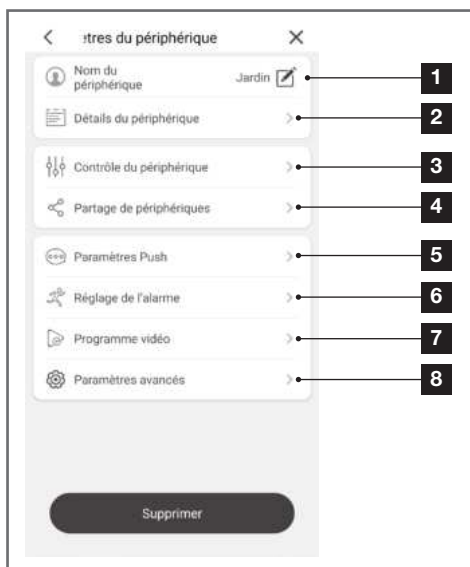 :tres du périphérique
Nom du
périphérique
Jardin
1
Détails du périphérique
2
Contrôle du périphérique
3
Partage de périphériques
4
Paramètres Push
5
Réglage de l'alarme
6
Programme vidéo
7
Paramètres avancés
8
Supprimer